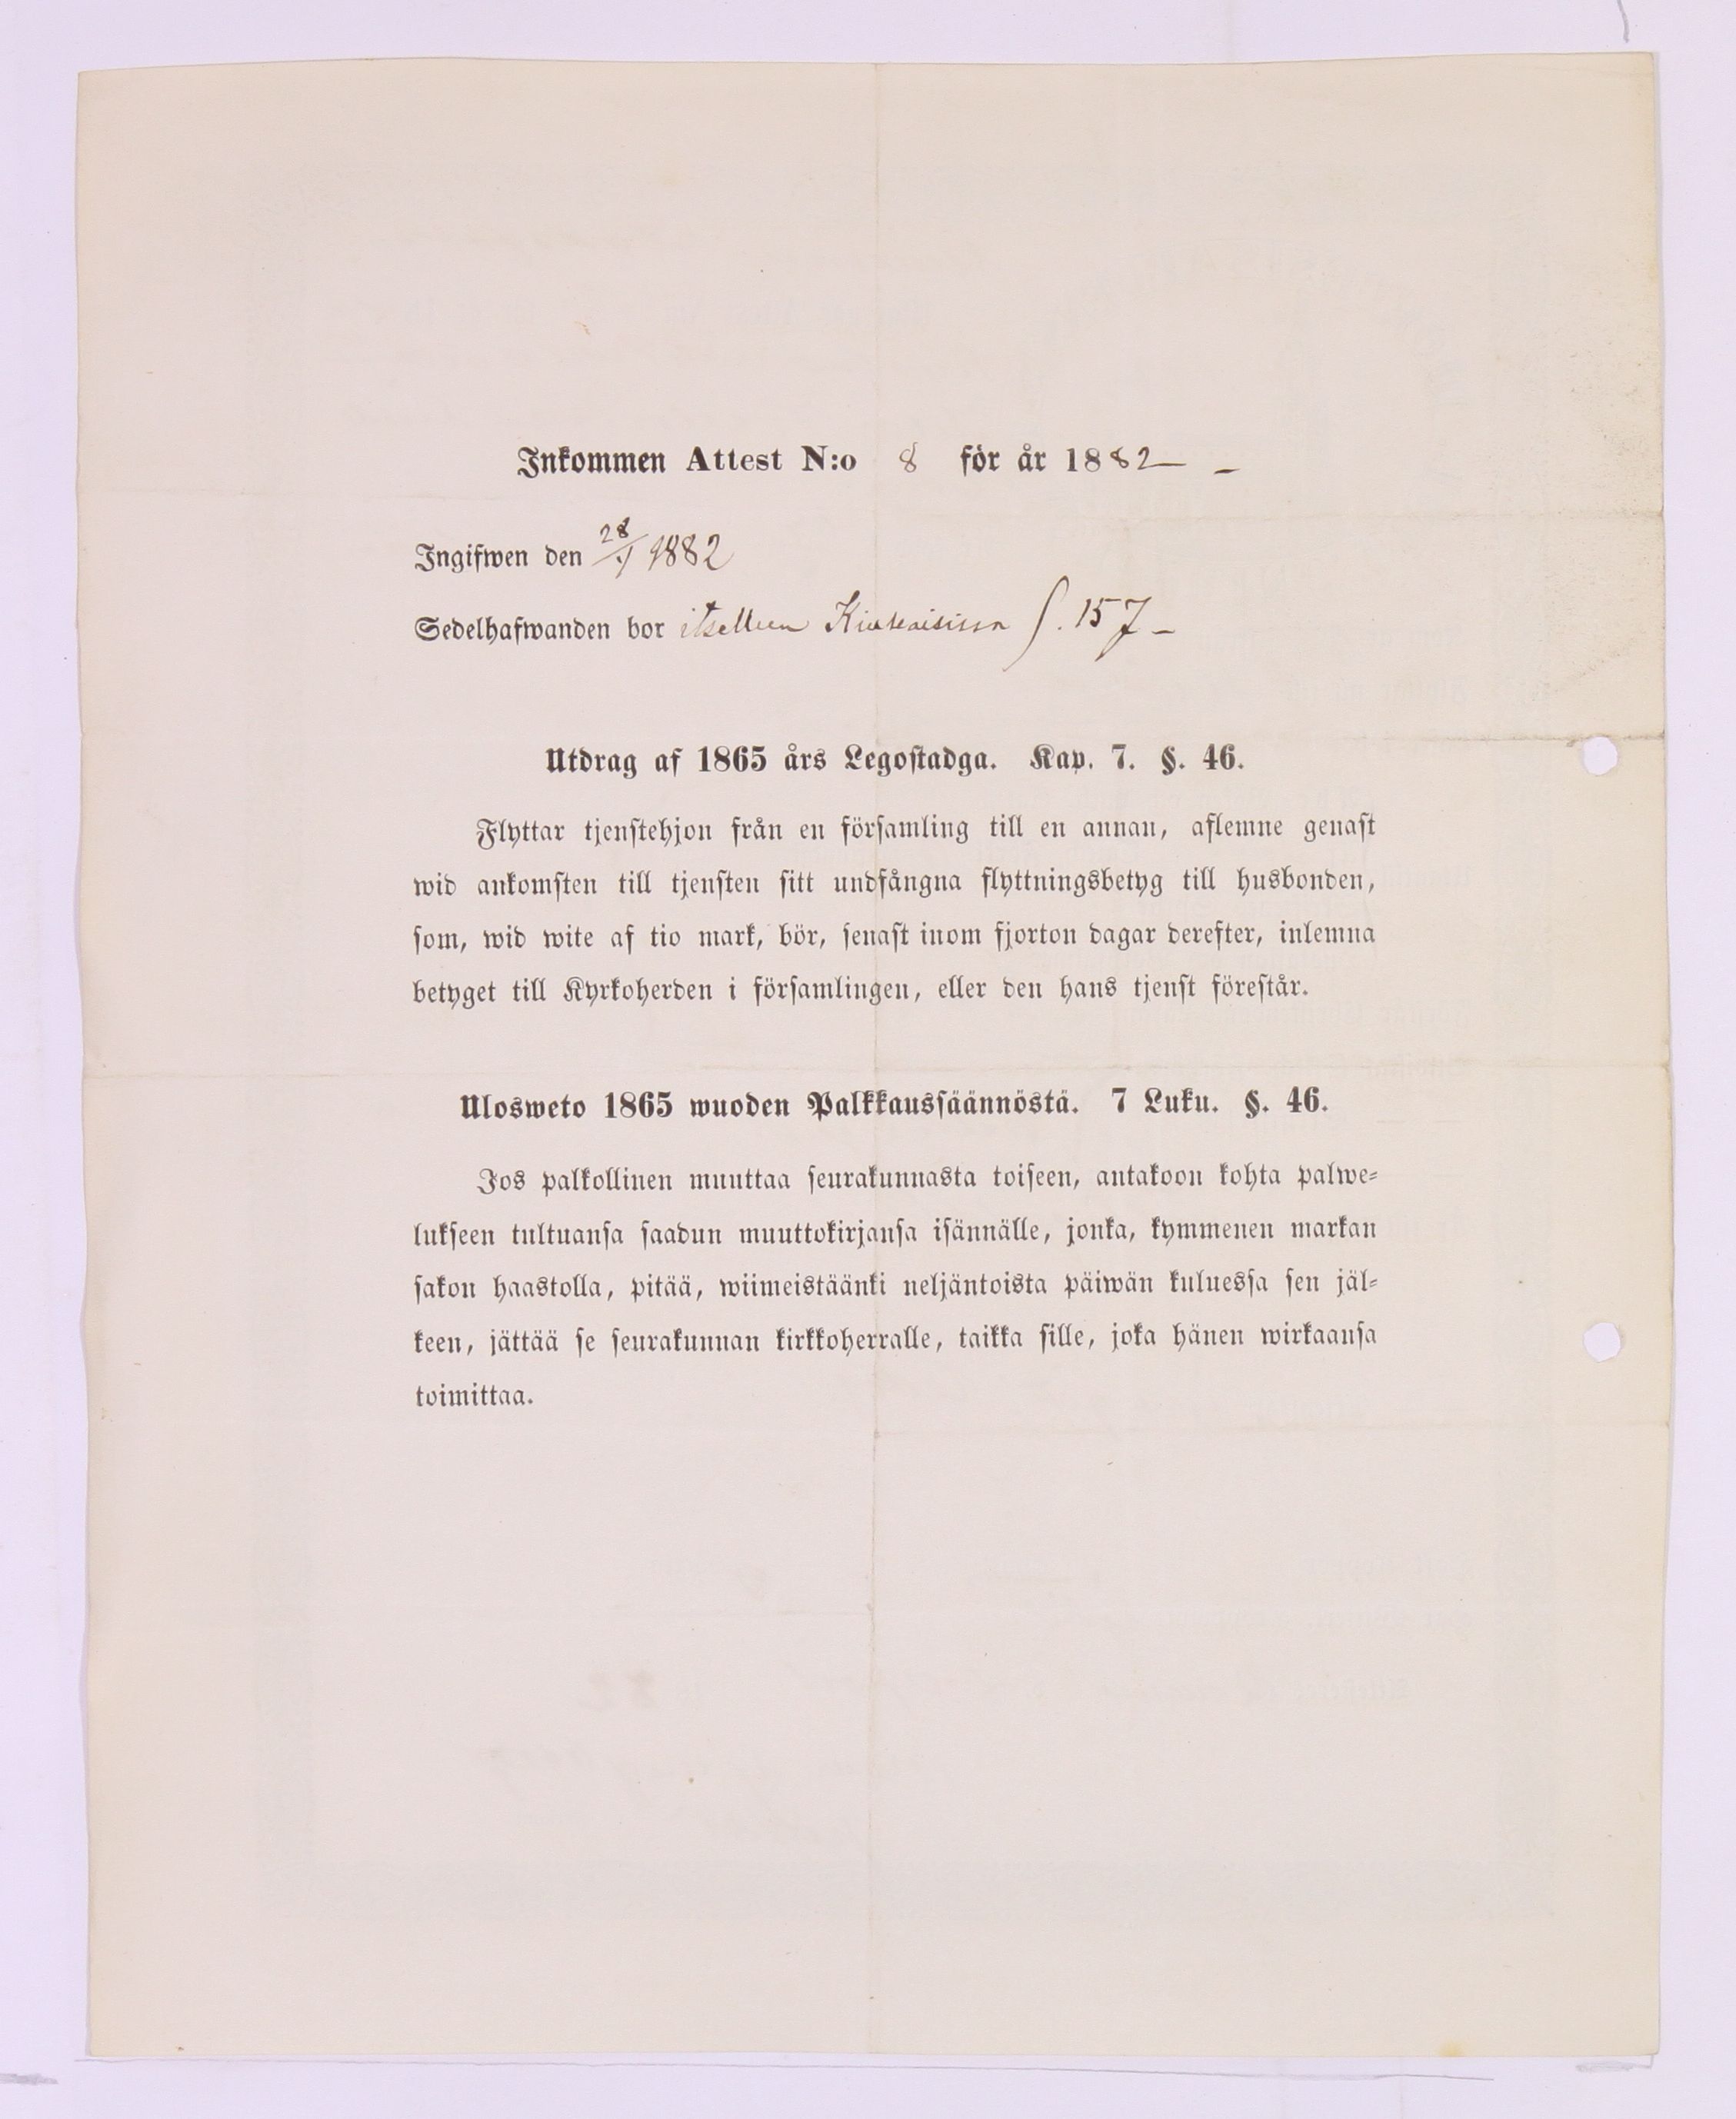 Inkommen Attest N:o 8 för år 1882 –
Ingifwen den 28/1 1882
Sedelhafwanden bor itselleen Kiukaisissa S. 157 –
Utdrag af 1865 års Legostadga. Kap. 7. §. 46.
Flyttar tjenstehjon från en församling till en annan, aflemne genast
wid ankomsten till tjensten sitt undfångna flyttningsbetyg till husbonden,
som, wid wite af tio mark, bör, senast inom fjorton dagar derefter, inlemna
betyget till Kyrkoherden i församlingen, eller den hans tjenst förestår.
Ulosweto 1865 wuoden Palkkaussäännöstä. 7 Luku. §. 46.
Jos palkollinen muuttaa seurakunnasta toiseen, antakoon kohta palwe-
lukseen tultuansa saadun muuttokirjansa isännälle, jonka, kymmenen markan
sakon haastolla, pitää, wiimeistäänki neljäntoista päiwän kuluessa sen jäl-
keen, jättää se seurakunnan kirkkoherralle, taikka sille, joka hänen wirkaansa
toimittaa.